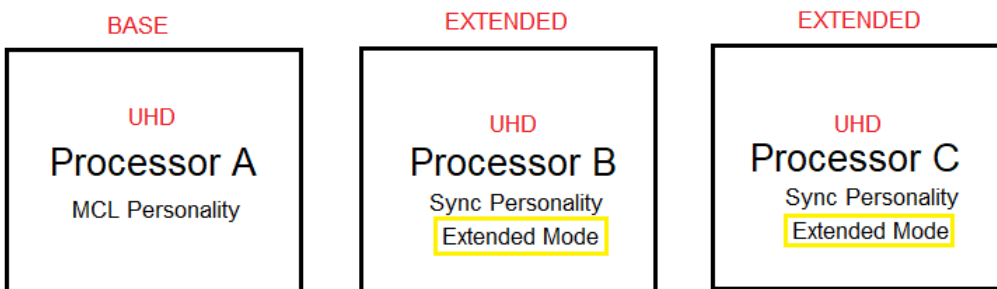 BASE
UHD
Processor A
MCL Personality
EXTENDED
UHD
Processor B
Sync Personality
Extended Mode
EXTENDED
UHD
Processor C
Sync Personality
Extended Mode